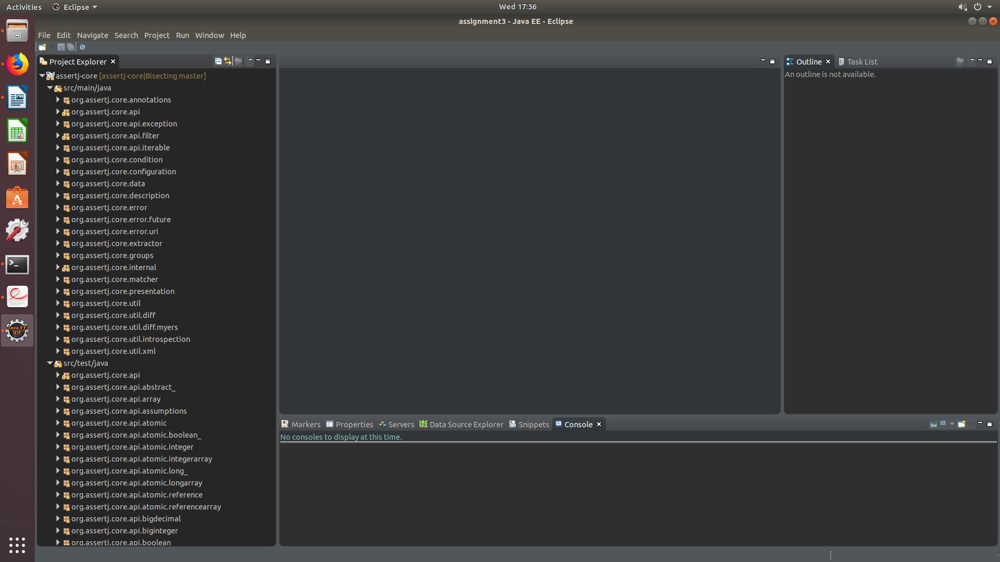 Activities Eclipse Wed 17:36
assignment3 - Java EE - Eclipse
File Edit Navigate Search Project Run Window Help
Project Explorer
assertj-core [assertj-core|Bisecting master]
src/main/java
org.assertj.core.annotations
org.assertj.core.api
org.assertj.core.api.exception
org.assertj.core.api.filter
org.assertj.core.api.iterable
org.assertj.core.condition
org.assertj.core.configuration
org.assertj.core.data
org.assertj.core.description
org.assertj.core.error
org.assertj.core.error.future
org.assertj.core.error.uri
org.assertj.core.extractor
org.assertj.core.groups
org.assertj.core.internal
org.assertj.core.matcher
org.assertj.core.presentation
org.assertj.core.util
org.assertj.core.util.diff
org.assertj.core.util.diff.myers
org.assertj.core.util.introspection
org.assertj.core.util.xml
src/test/java
org.assertj.core.api
org.assertj.core.api.abstract_
org.assertj.core.api.array
org.assertj.core.api.assumptions
org.assertj.core.api.atomic
org.assertj.core.api.atomic.boolean_
org.assertj.core.api.atomic.integer
org.assertj.core.api.atomic.integerarray
org.assertj.core.api.atomic.long_
org.assertj.core.api.atomic.longarray
org.assertj.core.api.atomic.reference
org.assertj.core.api.atomic.referencearray
org.assertj.core.api.bigdecimal
org.assertj.core.api.biginteger
org.assertj.core.api.boolean
Outline Task List
An outline is not available.
Markers Properties Servers Data Source Explorer Snippets Console
No consoles to display at this time.
Java EE
IDE